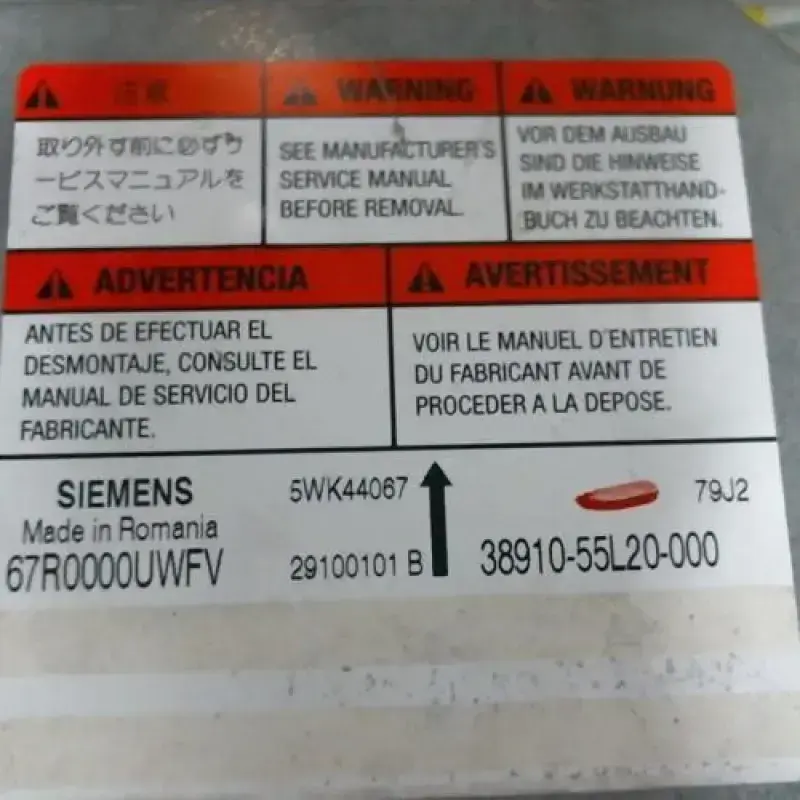 注意
取り外す前に必ずサ
ービスマニュアルを
ご覧ください
WARNING
SEE MANUFACTURER'S
SERVICE MANUAL
BEFORE REMOVAL.
WARNUNG
VOR DEM AUSBAU
SIND DIE HINWEISE
IM WERKSTATTHAND-
BUCH ZU BEACHTEN.
ADVERTENCIA
ANTES DE EFECTUAR EL
DESMONTAJE, CONSULTE EL
MANUAL DE SERVICIO DEL
FABRICANTE.
AVERTISSEMENT
VOIR LE MANUEL D'ENTRETIEN
DU FABRICANT AVANT DE
PROCEDER A LA DEPOSE.
SIEMENS
Made in Romania
67R0000UWFV
5WK44067
29100101 B
79J2
38910-55L20-000